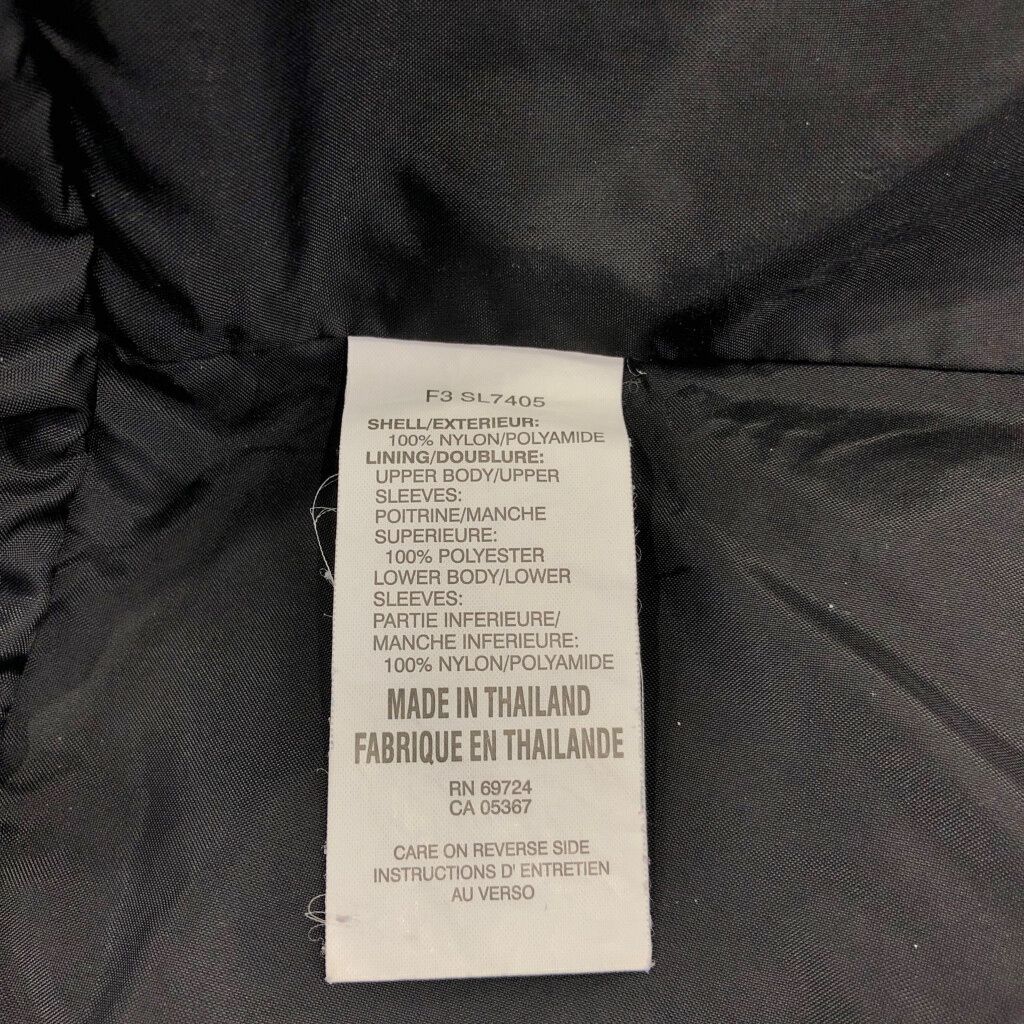 F3 SL7405
SHELL/EXTERIEUR:
100% NYLON/POLYAMIDE
LINING/DOUBLURE:
UPPER BODY/UPPER
SLEEVES:
POITRINE/MANCHE
SUPERIEURE:
100% POLYESTER
LOWER BODY/LOWER
SLEEVES:
PARTIE INFERIEURE/
MANCHE INFERIEURE:
100% NYLON/POLYAMIDE
MADE IN THAILAND
FABRIQUE EN THAILANDE
RN 69724
CA 05367
CARE ON REVERSE SIDE
INSTRUCTIONS D' ENTRETIEN
AU VERSO